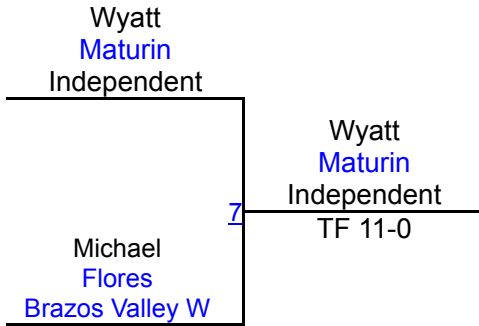 Wyatt
Maturin
Independent
Wyatt
Maturin
Independent
7
TF 11-0
Michael
Flores
Brazos Valley W